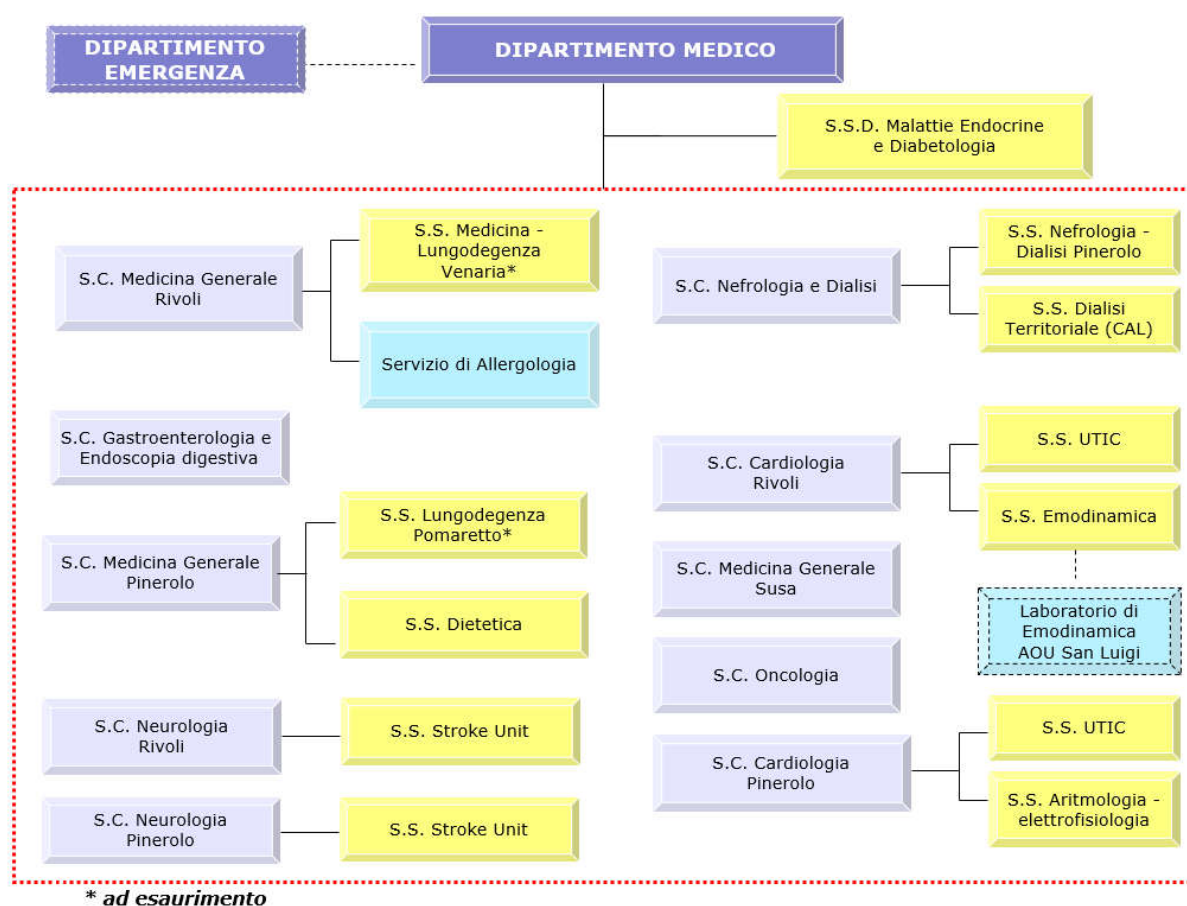 DIPARTIMENTO
EMERGENZA
DIPARTIMENTO MEDICO
S.S.D. Malattie Endocrine
e Diabetologia
S.C. Medicina Generale
Rivoli
S.S. Medicina -
Lungodegenza
Venaria*
Servizio di Allergologia
S.C. Gastroenterologia e
Endoscopia digestiva
S.C. Medicina Generale
Pinerolo
S.S. Lungodegenza
Pomaretto*
S.S. Dietetica
S.C. Neurologia
Rivoli
S.S. Stroke Unit
S.C. Neurologia
Pinerolo
S.S. Stroke Unit
S.C. Nefrologia e Dialisi
S.S. Nefrologia -
Dialisi Pinerolo
S.S. Dialisi
Territoriale (CAL)
S.C. Cardiologia
Rivoli
S.S. UTIC
S.S. Emodinamica
Laboratorio di
Emodinamica
AOU San Luigi
S.C. Medicina Generale
Susa
S.C. Oncologia
S.C. Cardiologia
Pinerolo
S.S. UTIC
S.S. Aritmologia -
elettrofisiologia
* ad esaurimento